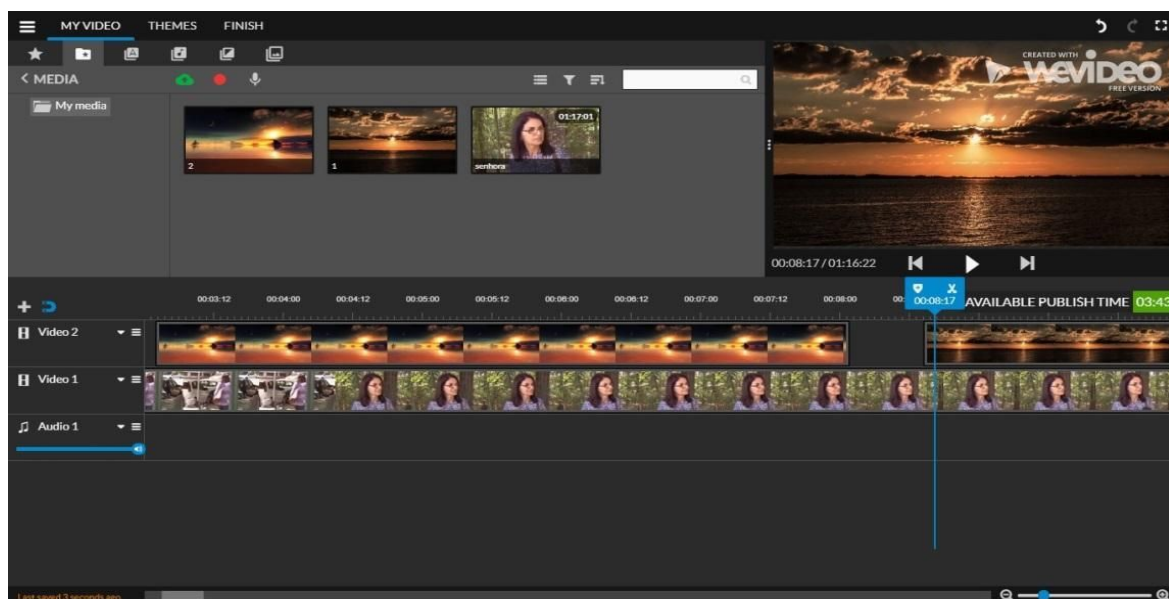 MY VIDEO THEMES FINISH
MEDIA
My media
2
1
01:17:01
senhora
CREATED WITH
WEVIDEO
FREE VERSION
00:08:17 / 01:16:22
00:03:12 00:04:00 00:04:12 00:05:00 00:05:12 00:06:00 00:06:12 00:07:00 00:07:12 00:08:00 00:08:17 AVAILABLE PUBLISH TIME 03:43
Video 2
Video 1
Audio 1
Last saved 3 seconds ago